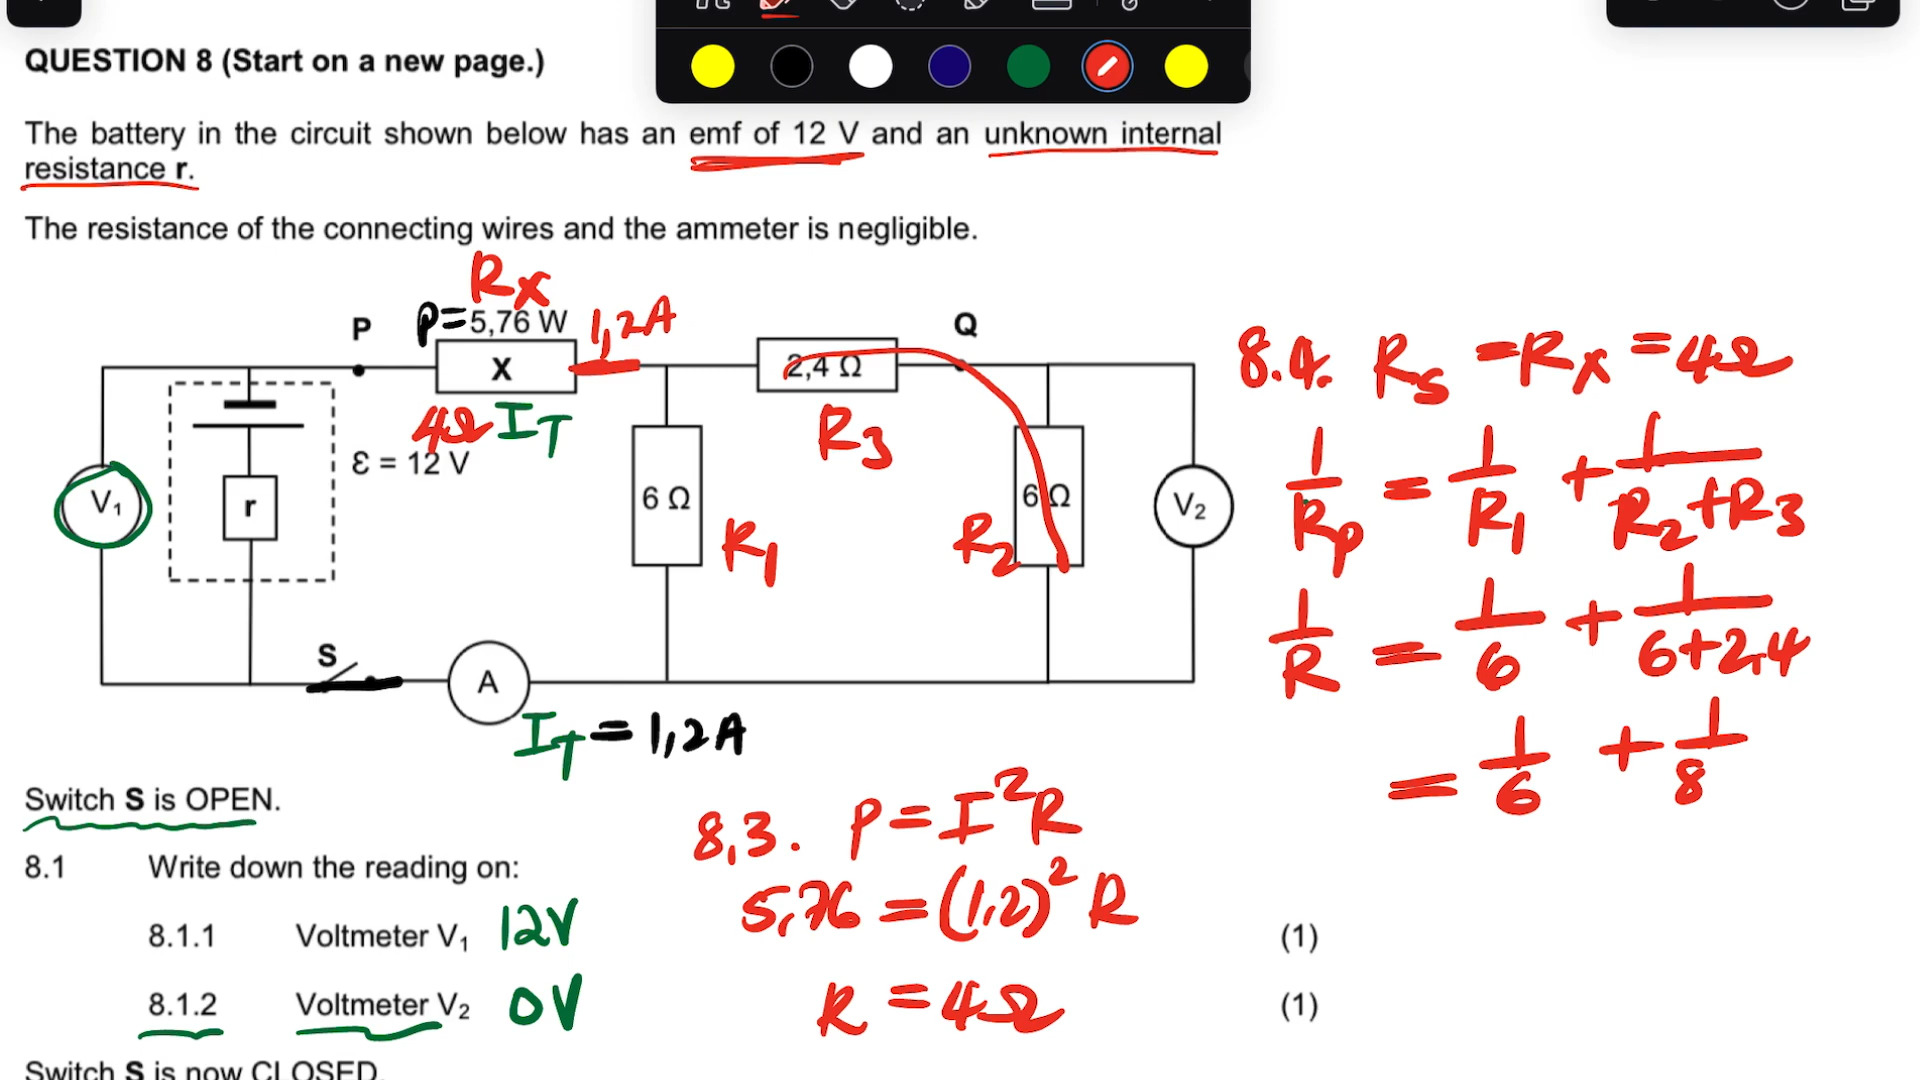 QUESTION 8 (Start on a new page.)
The battery in the circuit shown below has an emf of 12 V and an unknown internal
resistance r.
The resistance of the connecting wires and the ammeter is negligible.
Rx
P
P=5,76 W
1,2A
Q
X
2,4 Ω
4Ω IT
R3
ε = 12 V
V1
r
6 Ω
R1
6 Ω
R2
V2
S
A
IT = 1,2A
8.4. Rs = Rx = 4Ω
1/Rp = 1/R1 + 1/R2+R3
1/R = 1/6 + 1/6+2,4
= 1/6 + 1/8
Switch S is OPEN.
8.1 Write down the reading on:
8.1.1 Voltmeter V1 12V (1)
8.1.2 Voltmeter V2 0V (1)
8,3. P = I²R
5,76 = (1,2)² R
R = 4Ω
Switch S is now CLOSED.